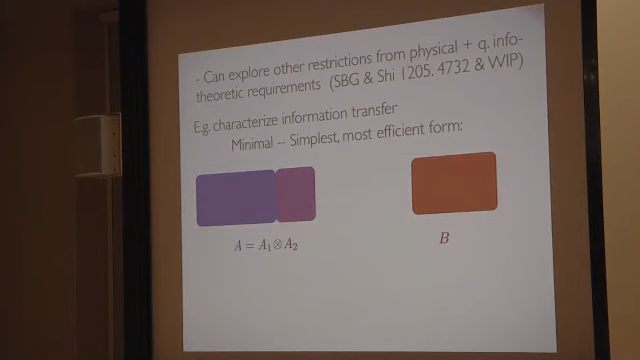 - Can explore other restrictions from physical + q. info-
theoretic requirements (SBG & Shi 1205. 4732 & WIP)
E.g. characterize information transfer
Minimal -- Simplest, most efficient form:
A = A₁⊗A₂
B